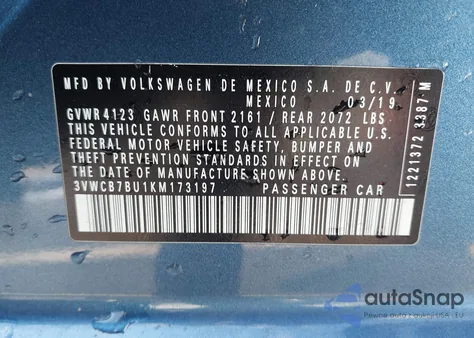 MFD BY VOLKSWAGEN DE MEXICO S.A. DE C.V.
MEXICO 03/19
GVWR 4123 GAWR FRONT 2161 / REAR 2072 LBS
THIS VEHICLE CONFORMS TO ALL APPLICABLE U.S.
FEDERAL MOTOR VEHICLE SAFETY, BUMPER AND
THEFT PREVENTION STANDARDS IN EFFECT ON
THE DATE OF MANUFACTURE SHOWN ABOVE.
3VWCB7BU1KM173197 PASSENGER CAR
1221372 3387 M
autoSnap